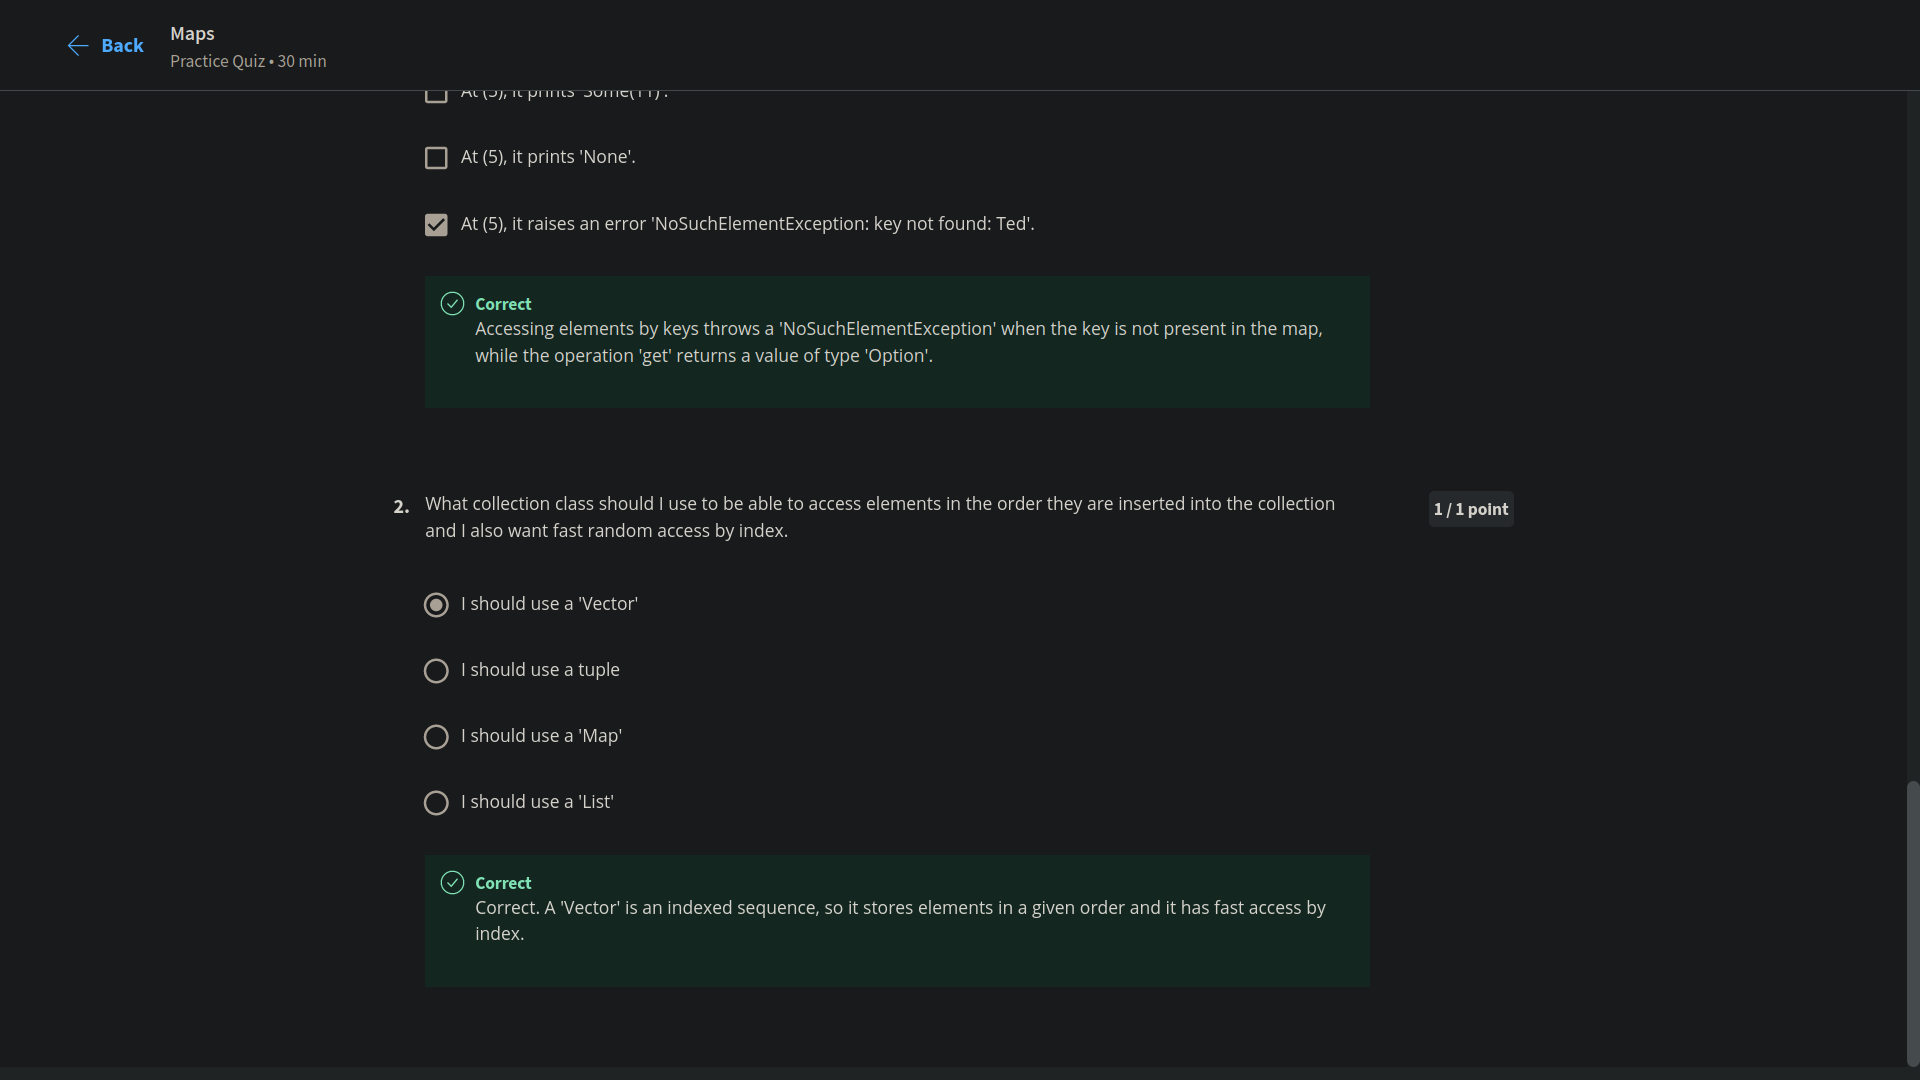 Back
Maps
Practice Quiz • 30 min
At (5), it prints 'Some(11)'.
At (5), it prints 'None'.
At (5), it raises an error 'NoSuchElementException: key not found: Ted'.
Correct
Accessing elements by keys throws a 'NoSuchElementException' when the key is not present in the map,
while the operation 'get' returns a value of type 'Option'.
2. What collection class should I use to be able to access elements in the order they are inserted into the collection
and I also want fast random access by index.
1 / 1 point
I should use a 'Vector'
I should use a tuple
I should use a 'Map'
I should use a 'List'
Correct
Correct. A 'Vector' is an indexed sequence, so it stores elements in a given order and it has fast access by
index.